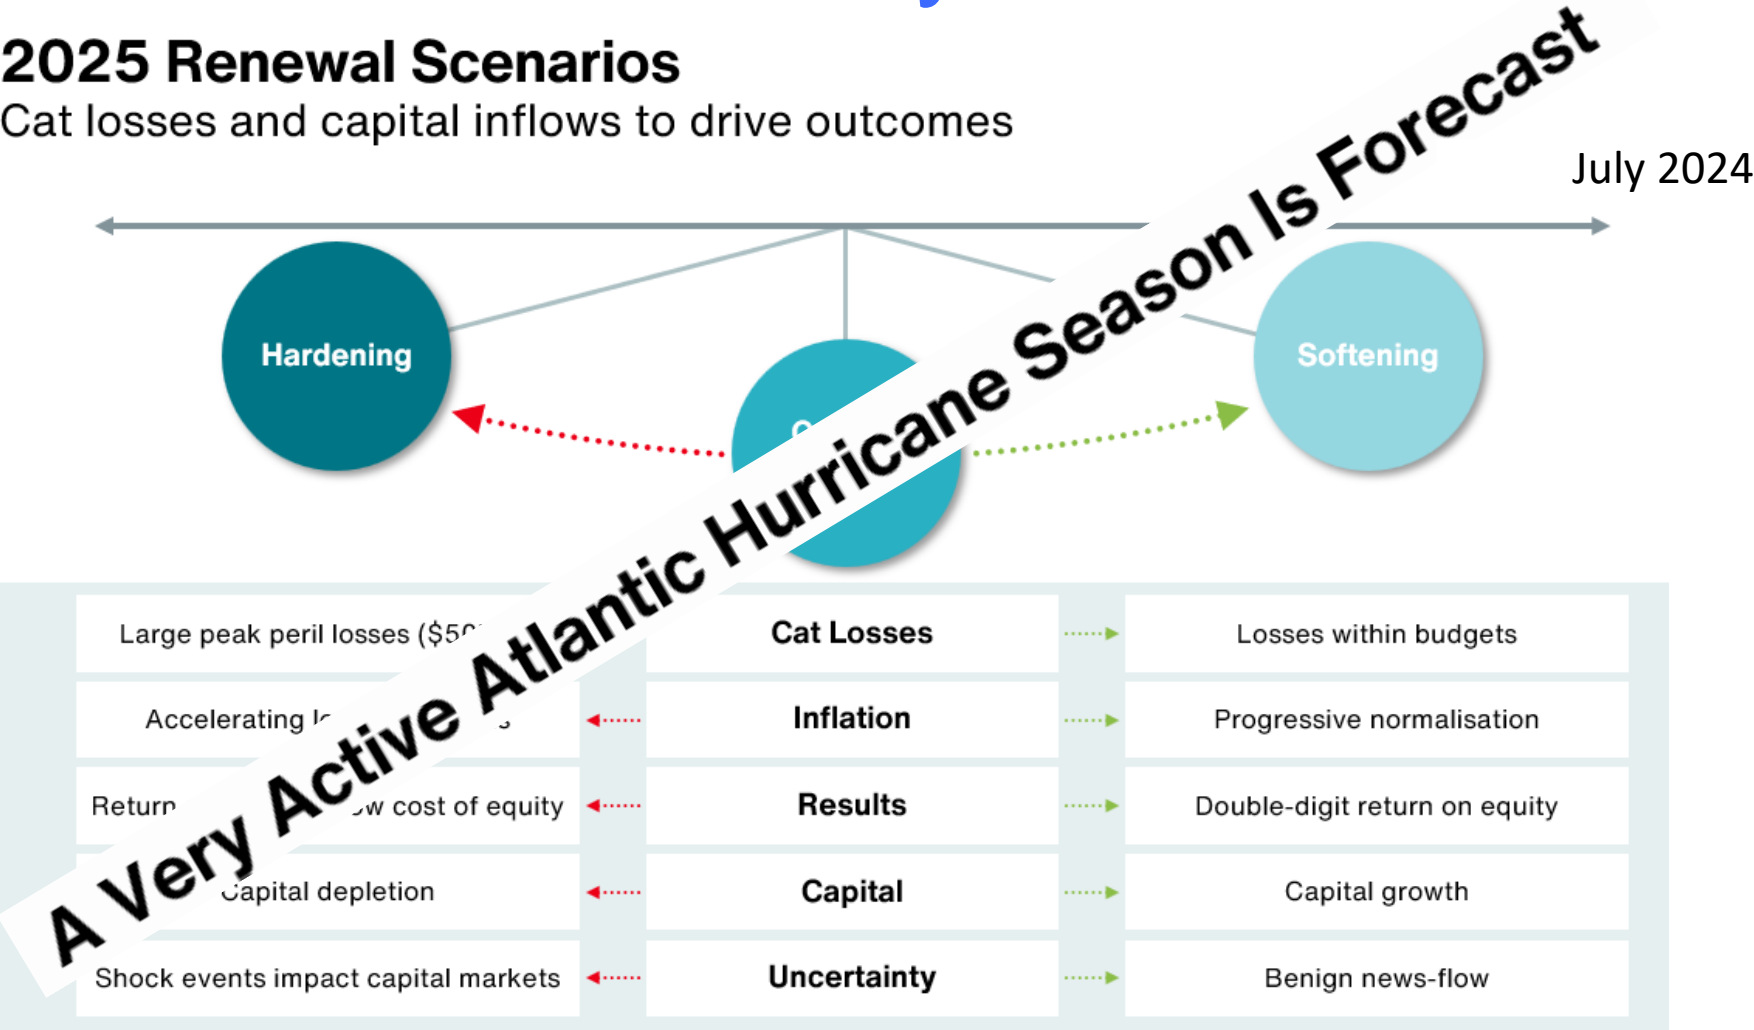 2025 Renewal Scenarios
Cat losses and capital inflows to drive outcomes
July 2024
A Very Active Atlantic Hurricane Season Is Forecast
Hardening
Softening
Large peak peril losses
Cat Losses
Losses within budgets
Accelerating
Inflation
Progressive normalisation
Return cost of equity
Results
Double-digit return on equity
Capital depletion
Capital
Capital growth
Shock events impact capital markets
Uncertainty
Benign news-flow